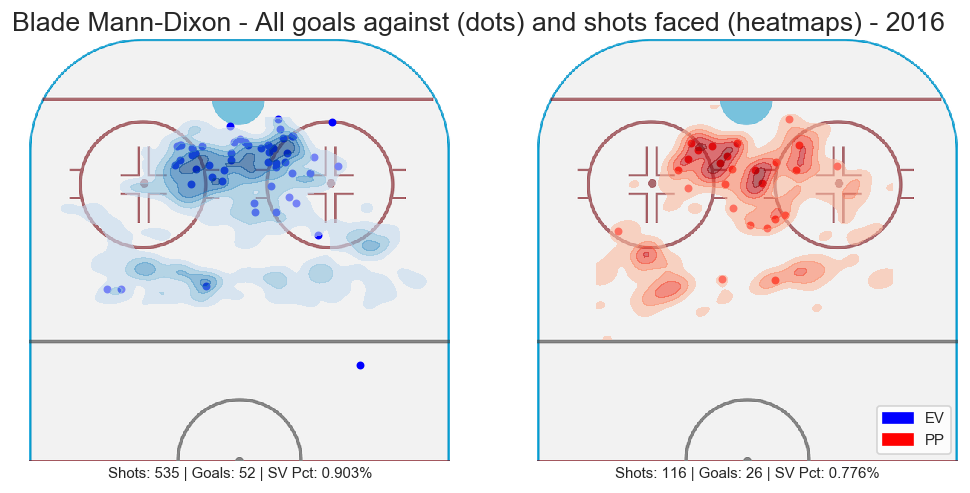 Blade Mann-Dixon - All goals against (dots) and shots faced (heatmaps) - 2016
EV
PP
Shots: 535 | Goals: 52 | SV Pct: 0.903%
Shots: 116 | Goals: 26 | SV Pct: 0.776%